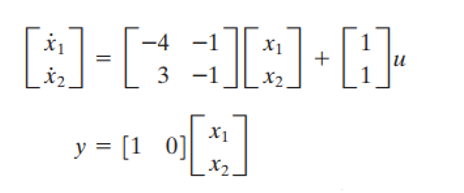 [ẋ₁ ẋ₂] = [−4 −1; 3 −1][x₁ x₂] + [1 1]u
y = [1 0][x₁ x₂]